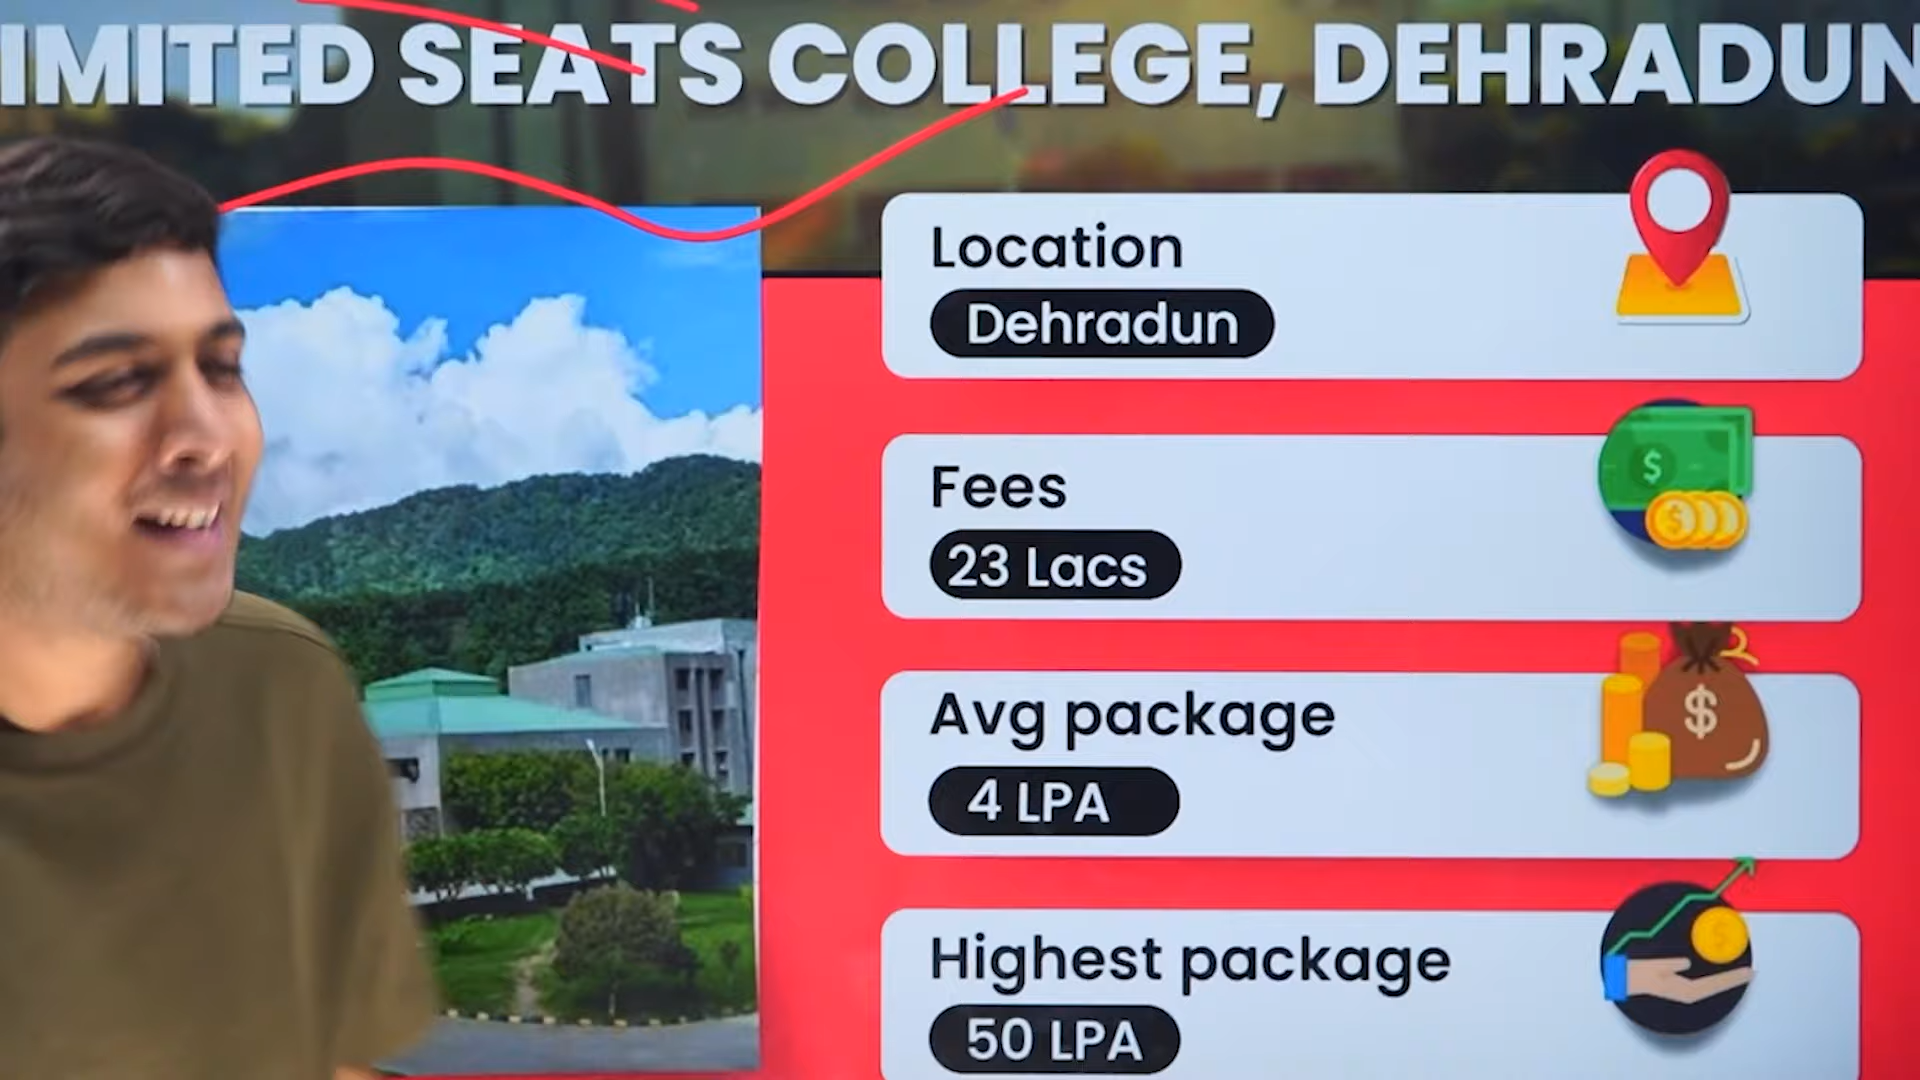 IMITED SEATS COLLEGE, DEHRADUN
Location
Dehradun
Fees
23 Lacs
Avg package
4 LPA
Highest package
50 LPA